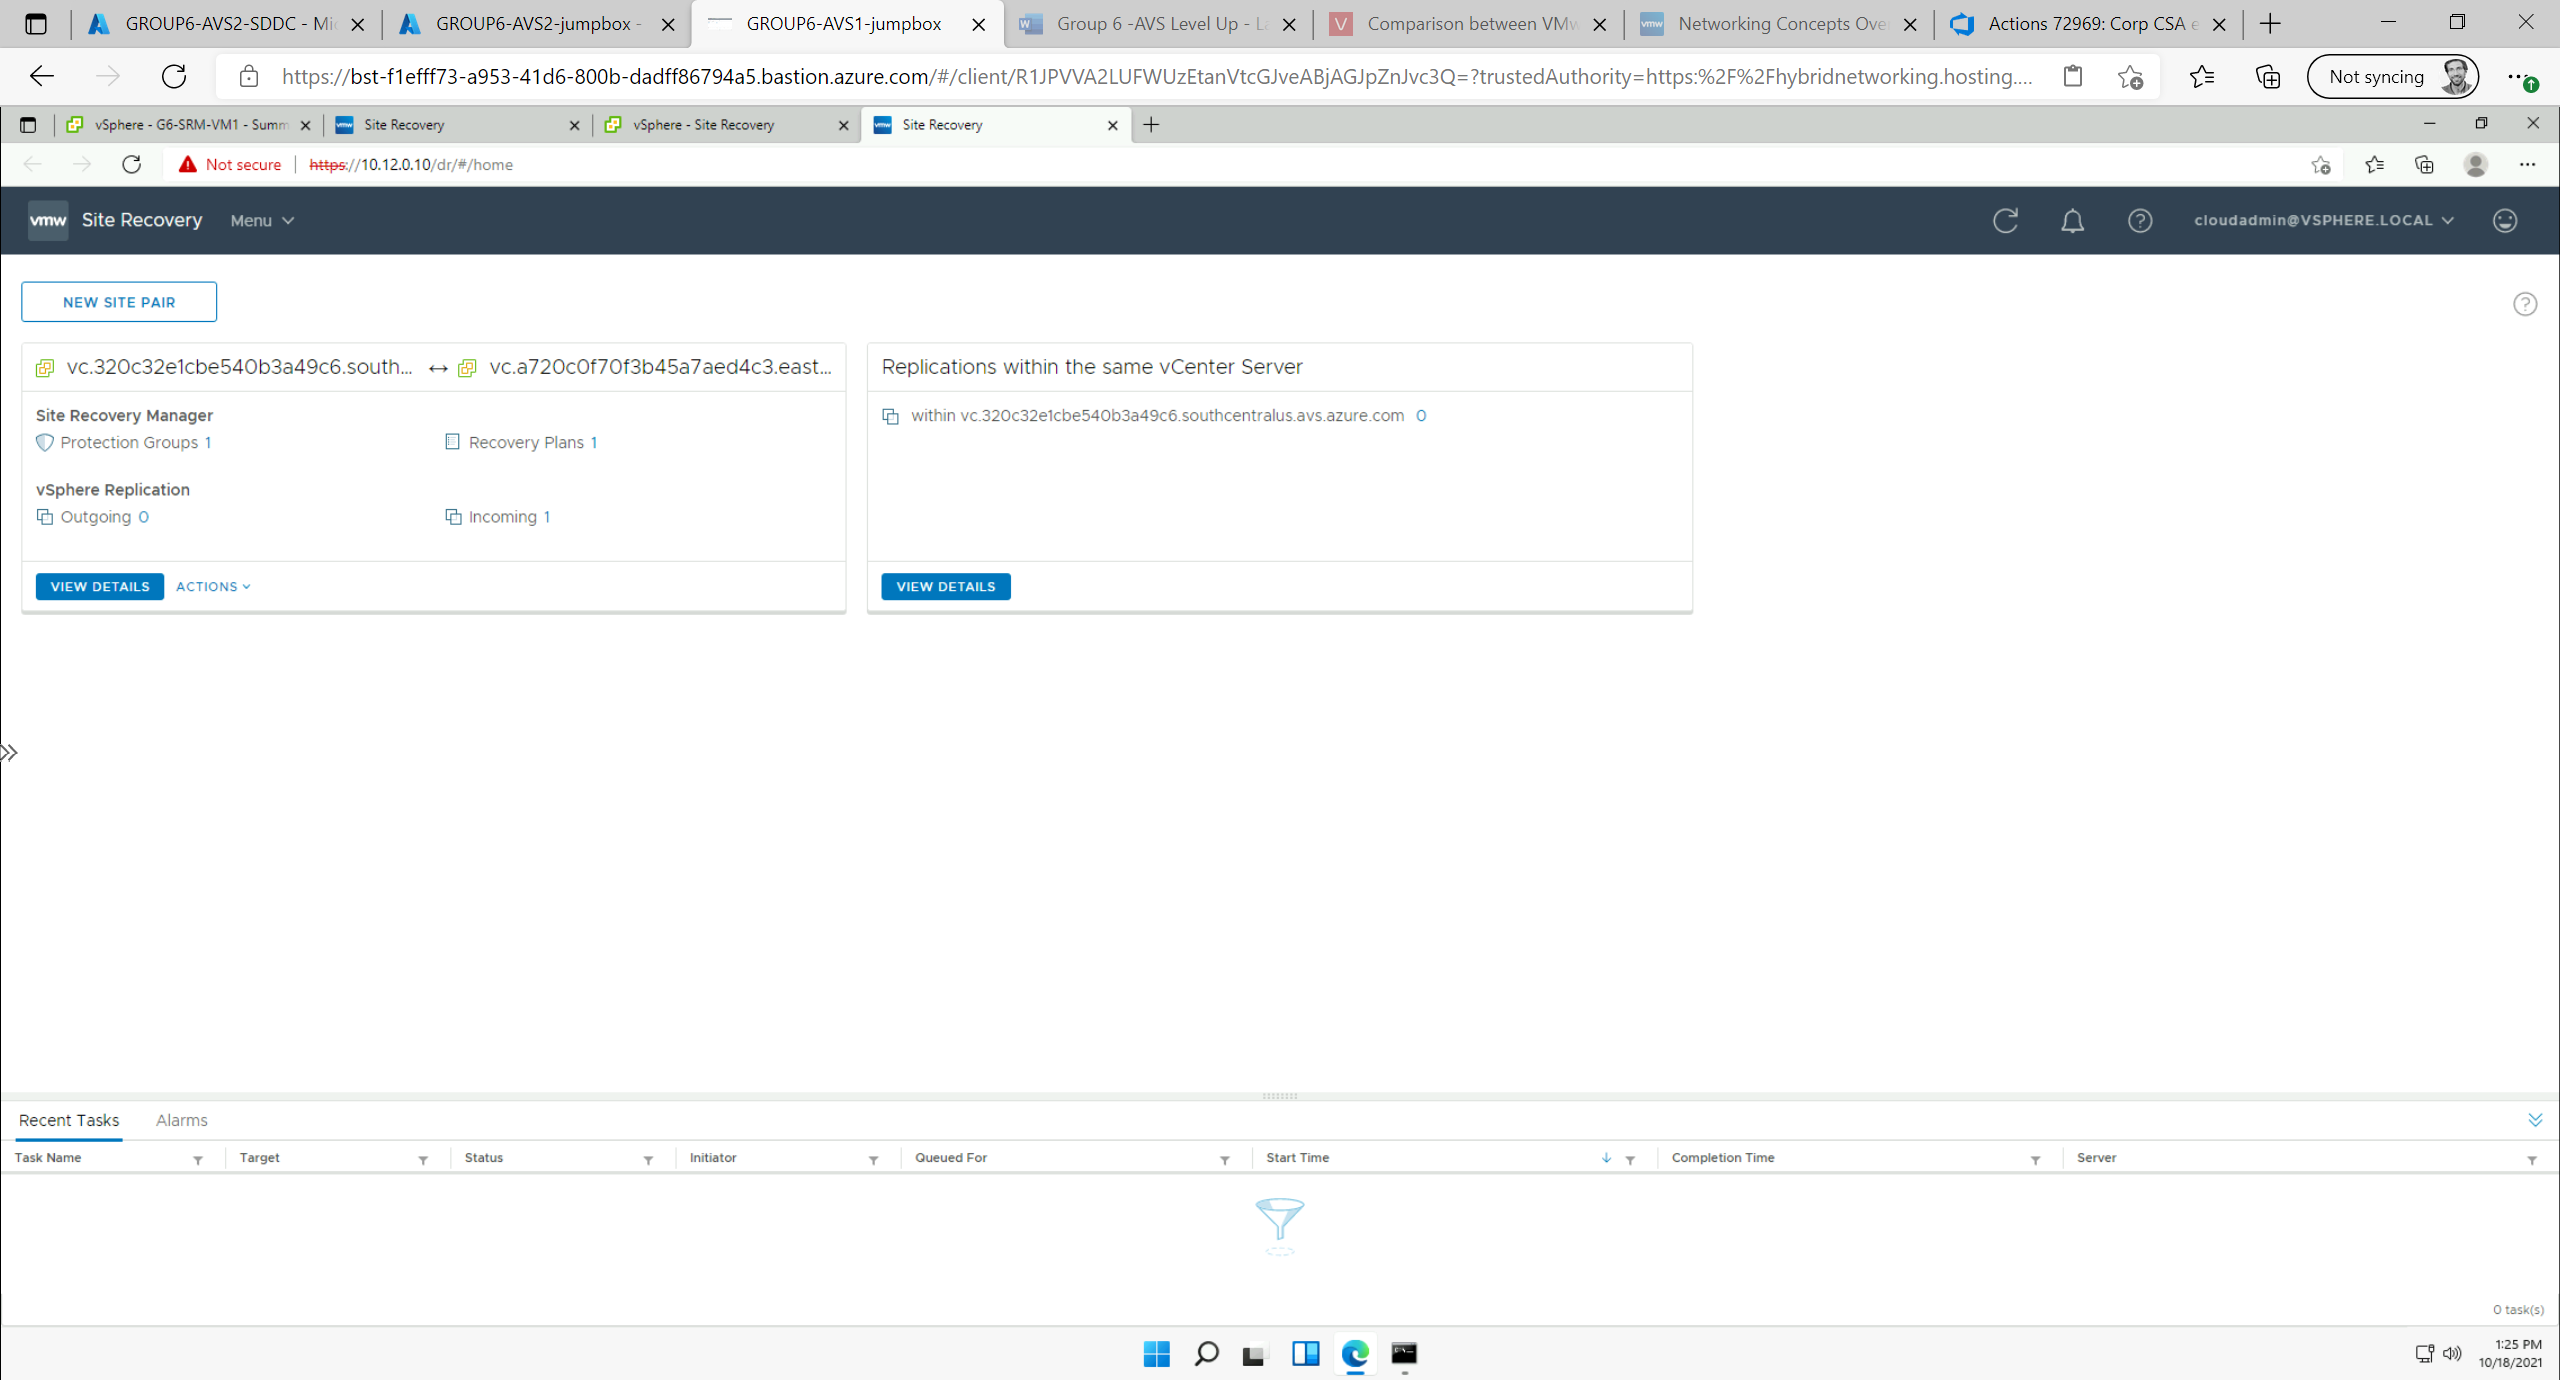 GROUP6-AVS2-SDDC - Mic
GROUP6-AVS2-jumpbox -
GROUP6-AVS1-jumpbox
Group 6 -AVS Level Up - La
Comparison between VMw
Networking Concepts Ove
Actions 72969: Corp CSA e
https://bst-f1efff73-a953-41d6-800b-dadff86794a5.bastion.azure.com/#/client/R1JPVVA2LUFWUzEtanVtcGJveABjAGJpZnJvc3Q=?trustedAuthority=https:%2F%2Fhybridnetworking.hosting....
Not syncing
vSphere - G6-SRM-VM1 - Summ
Site Recovery
vSphere - Site Recovery
Site Recovery
Not secure
https://10.12.0.10/dr/#/home
vmw Site Recovery Menu
cloudadmin@VSPHERE.LOCAL
NEW SITE PAIR
vc.320c32e1cbe540b3a49c6.south... ↔ vc.a720c0f70f3b45a7aed4c3.east...
Site Recovery Manager
Protection Groups 1
Recovery Plans 1
vSphere Replication
Outgoing 0
Incoming 1
VIEW DETAILS ACTIONS
Replications within the same vCenter Server
within vc.320c32e1cbe540b3a49c6.southcentralus.avs.azure.com 0
VIEW DETAILS
Recent Tasks Alarms
Task Name Target Status Initiator Queued For Start Time Completion Time Server
0 task(s)
1:25 PM
10/18/2021